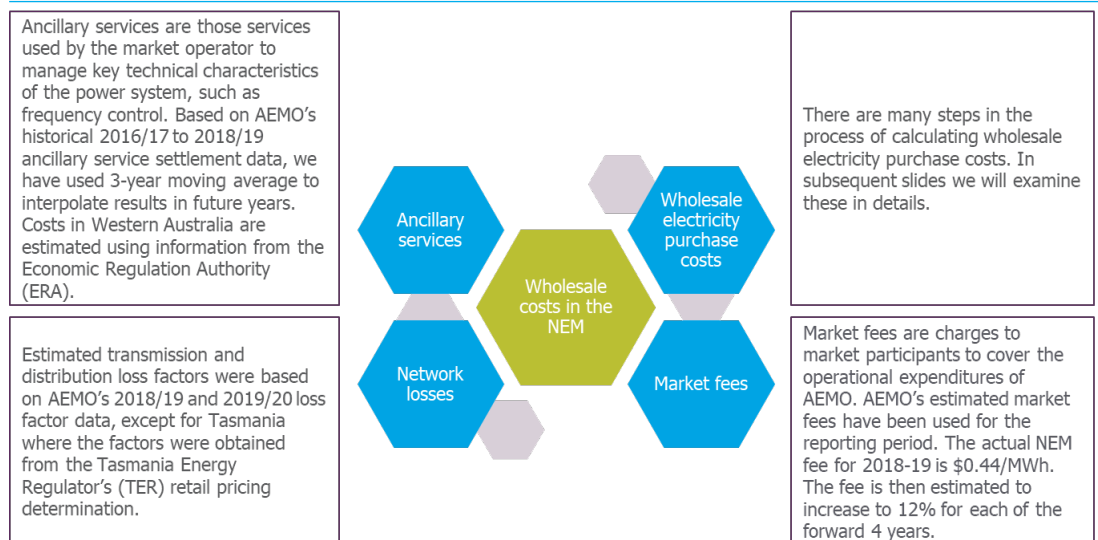 Ancillary services are those services
used by the market operator to
manage key technical characteristics
of the power system, such as
frequency control. Based on AEMO's
historical 2016/17 to 2018/19
ancillary service settlement data, we
have used 3-year moving average to
interpolate results in future years.
Costs in Western Australia are
estimated using information from the
Economic Regulation Authority
(ERA).
Estimated transmission and
distribution loss factors were based
on AEMO's 2018/19 and 2019/20 loss
factor data, except for Tasmania
where the factors were obtained
from the Tasmania Energy
Regulator's (TER) retail pricing
determination.
Ancillary
services
Wholesale
electricity
purchase
costs
Wholesale
costs in the
NEM
Network
losses
Market fees
There are many steps in the
process of calculating wholesale
electricity purchase costs. In
subsequent slides we will examine
these in details.
Market fees are charges to
market participants to cover the
operational expenditures of
AEMO. AEMO's estimated market
fees have been used for the
reporting period. The actual NEM
fee for 2018-19 is $0.44/MWh.
The fee is then estimated to
increase to 12% for each of the
forward 4 years.